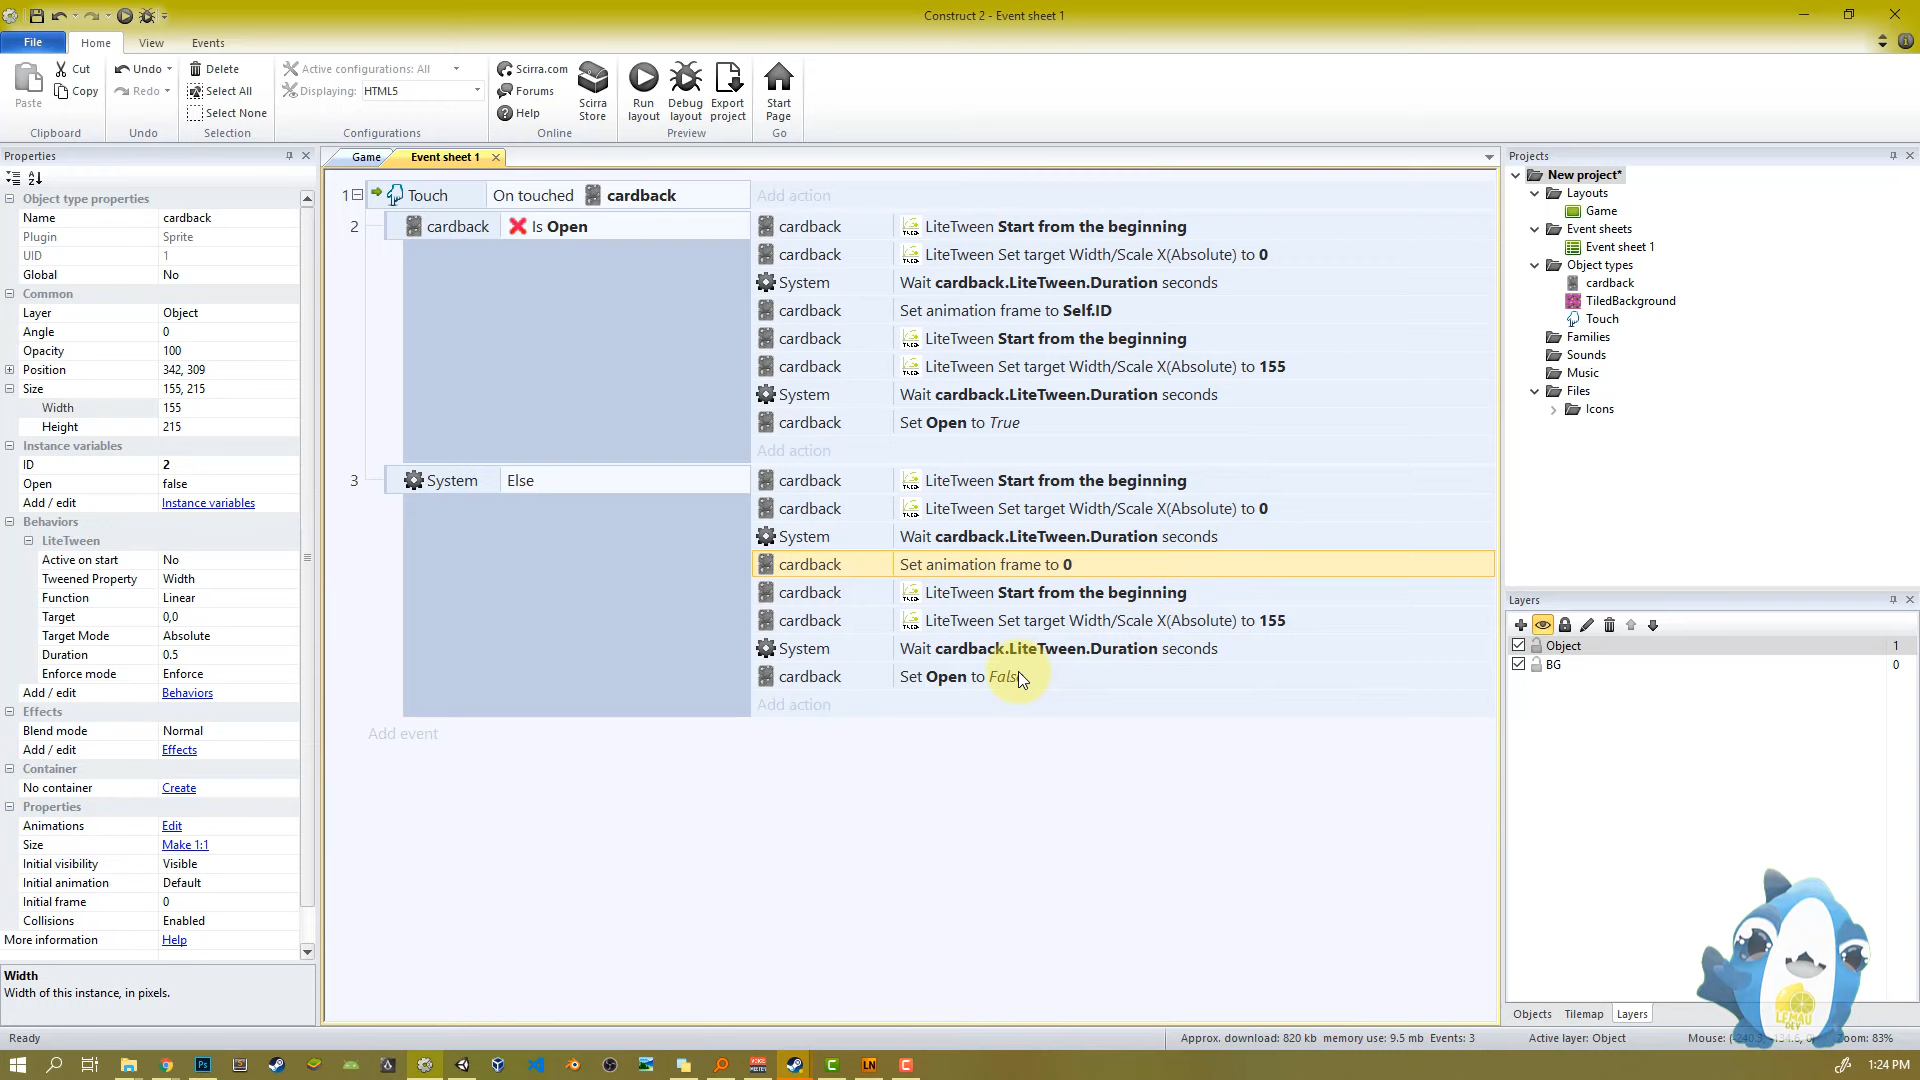 Construct 2 - Event sheet 1
File
Home
View
Events
Paste
Cut
Copy
Clipboard
Undo
Redo
Undo
Delete
Select All
Select None
Selection
Active configurations: All
Displaying:
HTML5
Configurations
Scirra.com
Forums
Help
Scirra Store
Online
Run layout
Debug layout
Export project
Preview
Start Page
Go
Properties
Object type properties
Name cardback
Plugin Sprite
UID 1
Global No
Common
Layer Object
Angle 0
Opacity 100
Position 342, 309
Size 155, 215
Width 155
Height 215
Instance variables
ID 2
Open false
Add / edit Instance variables
Behaviors
LiteTween
Active on start No
Tweened Property Width
Function Linear
Target 0,0
Target Mode Absolute
Duration 0.5
Enforce mode Enforce
Add / edit Behaviors
Effects
Blend mode Normal
Add / edit Effects
Container
No container Create
Properties
Animations Edit
Size Make 1:1
Initial visibility Visible
Initial animation Default
Initial frame 0
Collisions Enabled
More information Help
Width
Width of this instance, in pixels.
Game
Event sheet 1
1 Touch On touched cardback Add action
2 cardback Is Open
cardback LiteTween Start from the beginning
cardback LiteTween Set target Width/Scale X(Absolute) to 0
System Wait cardback.LiteTween.Duration seconds
cardback Set animation frame to Self.ID
cardback LiteTween Start from the beginning
cardback LiteTween Set target Width/Scale X(Absolute) to 155
System Wait cardback.LiteTween.Duration seconds
cardback Set Open to True
Add action
3 System Else
cardback LiteTween Start from the beginning
cardback LiteTween Set target Width/Scale X(Absolute) to 0
System Wait cardback.LiteTween.Duration seconds
cardback Set animation frame to 0
cardback LiteTween Start from the beginning
cardback LiteTween Set target Width/Scale X(Absolute) to 155
System Wait cardback.LiteTween.Duration seconds
cardback Set Open to
Add action
Add event
Projects
New project*
Layouts
Game
Event sheets
Event sheet 1
Object types
cardback
TiledBackground
Touch
Families
Sounds
Music
Files
Icons
Layers
Object 1
BG 0
LEMAU DEV
Objects
Tilemap
Layers
Ready
Approx. download: 820 kb memory use: 9.5 mb Events: 3
Active layer: Object
Mouse:
Zoom: 83%
1:24 PM